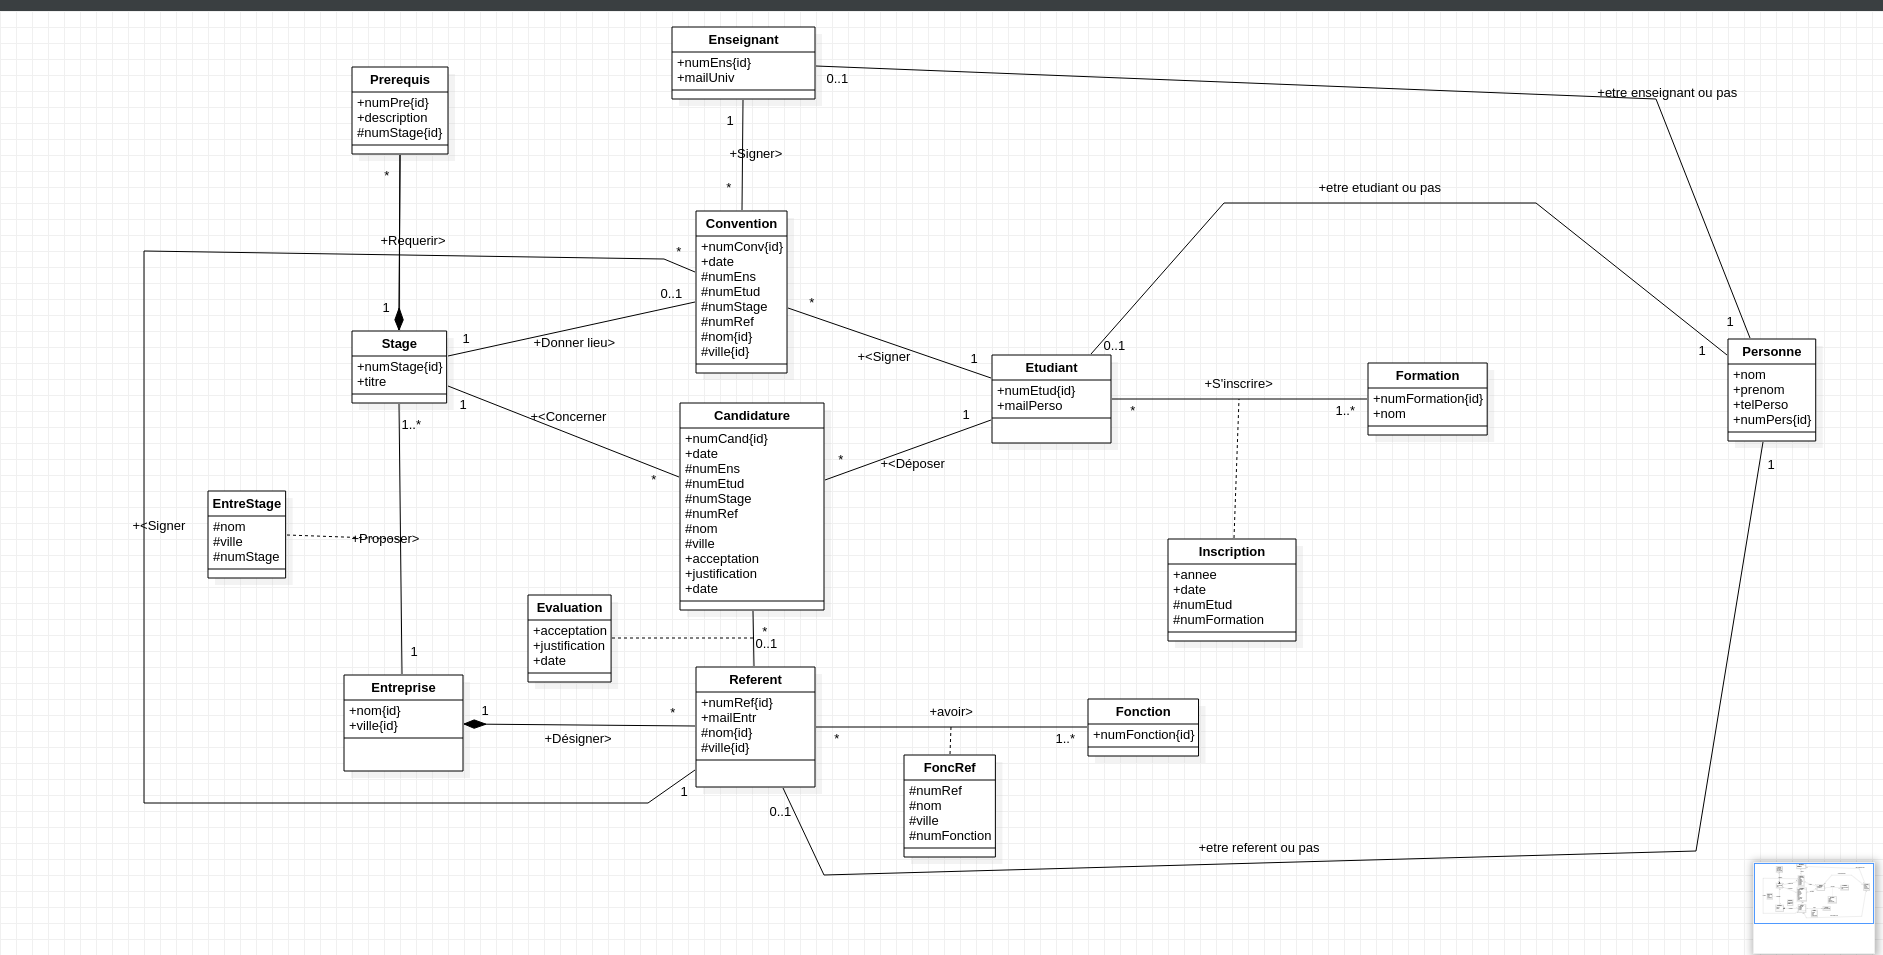 Enseignant
+numEns{id}
+mailUniv
0..1
+etre enseignant ou pas
Prerequis
+numPre{id}
+description
#numStage{id}
*
1
+Signer>
*
+etre etudiant ou pas
Convention
+numConv{id}
+date
#numEns
#numEtud
#numStage
#numRef
#nom{id}
#ville{id}
+Requerir>
*
0..1
*
1
Stage
+numStage{id}
+titre
1
+Donner lieu>
1
+<Concerner
*
1..*
+<Signer
1
0..1
Etudiant
+numEtud{id}
+mailPerso
1
+<Déposer
*
+S'inscrire>
*
1..*
Formation
+numFormation{id}
+nom
1
1
Personne
+nom
+prenom
+telPerso
+numPers{id}
1
Candidature
+numCand{id}
+date
#numEns
#numEtud
#numStage
#numRef
#nom
#ville
+acceptation
+justification
+date
EntreStage
#nom
#ville
#numStage
+<Signer
+Proposer>
Inscription
+annee
+date
#numEtud
#numFormation
Evaluation
+acceptation
+justification
+date
*
0..1
1
Entreprise
+nom{id}
+ville{id}
1
*
+Désigner>
Referent
+numRef{id}
+mailEntr
#nom{id}
#ville{id}
+avoir>
*
1..*
Fonction
+numFonction{id}
FoncRef
#numRef
#nom
#ville
#numFonction
1
0..1
+etre referent ou pas